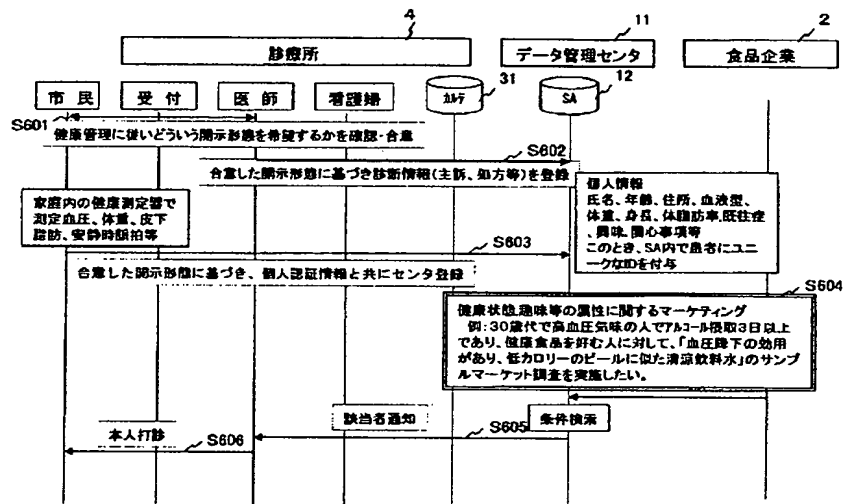 4
11
2
診療所
データ管理センタ
食品企業
市民
受付
医師
看護婦
カルテ
31
SA
12
S601
健康管理に従いどういう開示形態を希望するかを確認・合意
S602
合意した開示形態に基づき診断情報(主訴、処方等)を登録
個人情報
氏名、年齢、住所、血液型、
体重、身長、体脂肪率、既往症
、興味、関心事項等
このとき、SA内で患者にユニ
ークなIDを付与
家庭内の健康測定器で
測定血圧、体重、皮下
脂肪、安静時脈拍等
S603
合意した開示形態に基づき、個人認証情報と共にセンタ登録
S604
健康状態、趣味等の属性に関するマーケティング
例:30歳代で高血圧気味の人でアルコール摂取3日以上
であり、健康食品を好む人に対して、「血圧降下の効用
があり、低カロリーのビールに似た清涼飲料水」のサンプ
ルマーケット調査を実施したい。
該当名通知
条件検索
S605
本人打診
S606